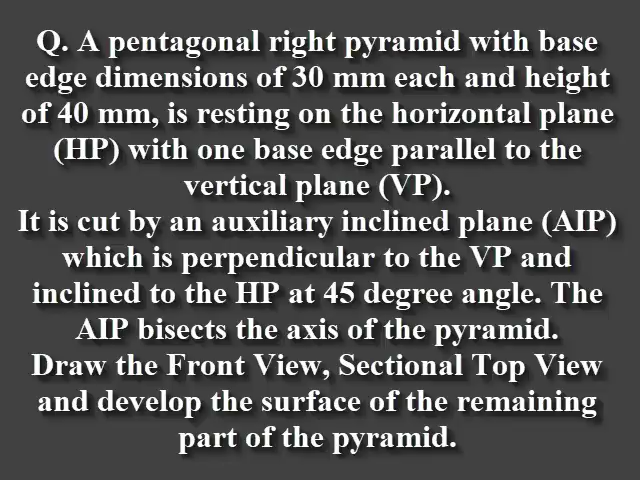 Q. A pentagonal right pyramid with base
edge dimensions of 30 mm each and height
of 40 mm, is resting on the horizontal plane
(HP) with one base edge parallel to the
vertical plane (VP).
It is cut by an auxiliary inclined plane (AIP)
which is perpendicular to the VP and
inclined to the HP at 45 degree angle. The
AIP bisects the axis of the pyramid.
Draw the Front View, Sectional Top View
and develop the surface of the remaining
part of the pyramid.